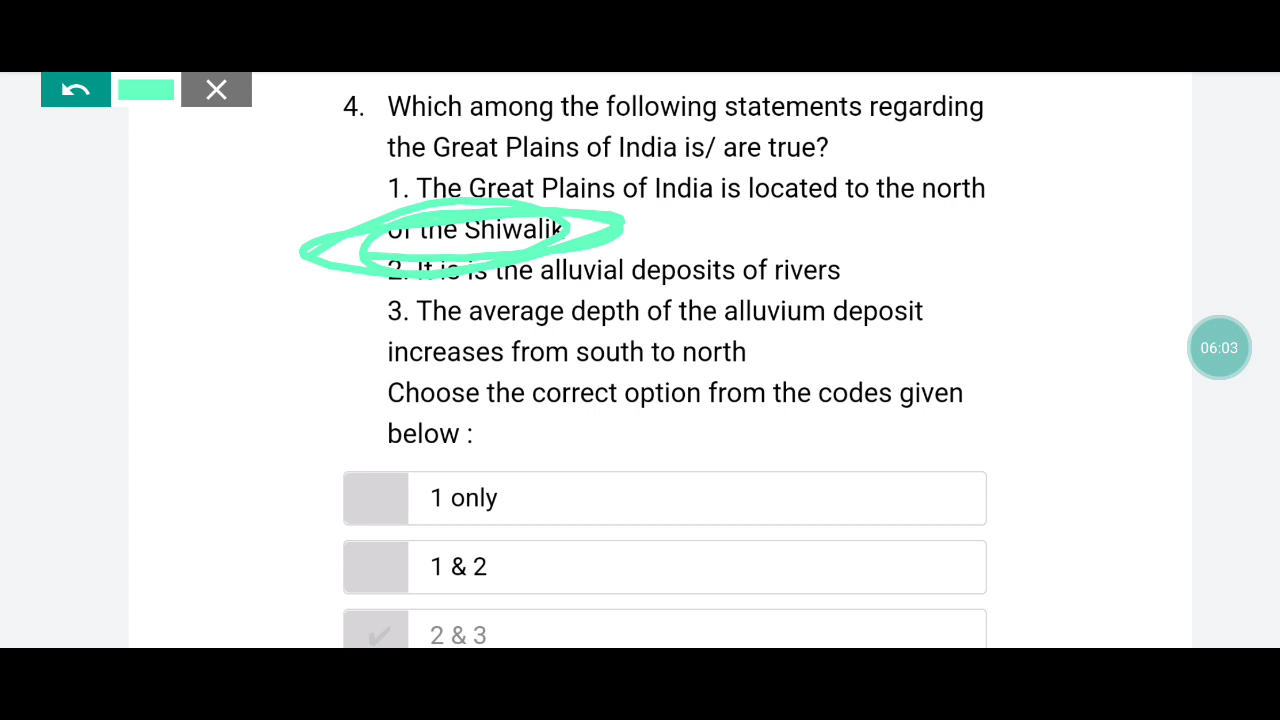 4. Which among the following statements regarding
the Great Plains of India is/ are true?
1. The Great Plains of India is located to the north
of the Shiwalik
2. It is is the alluvial deposits of rivers
3. The average depth of the alluvium deposit
increases from south to north
Choose the correct option from the codes given
below :
1 only
1 & 2
2 & 3
06:03